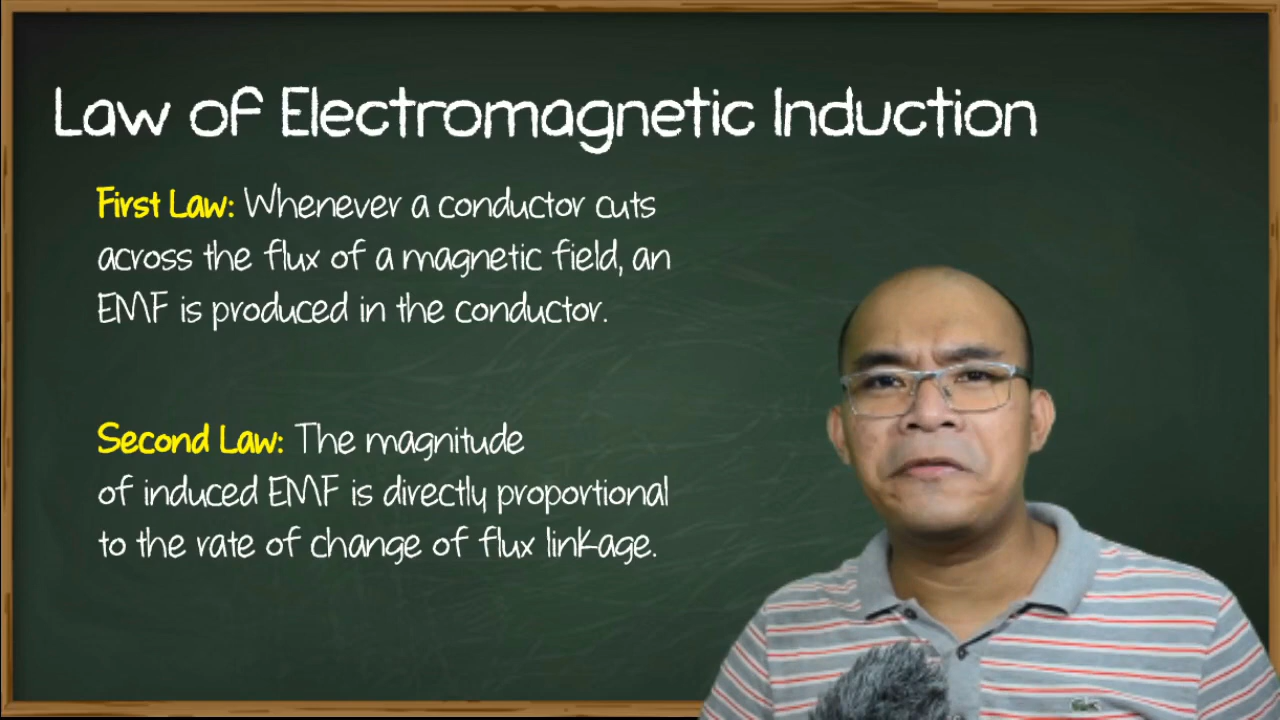 Law of Electromagnetic Induction
First Law: Whenever a conductor cuts
across the flux of a magnetic field, an
EMF is produced in the conductor.
Second Law: The magnitude
of induced EMF is directly proportional
to the rate of change of flux linkage.